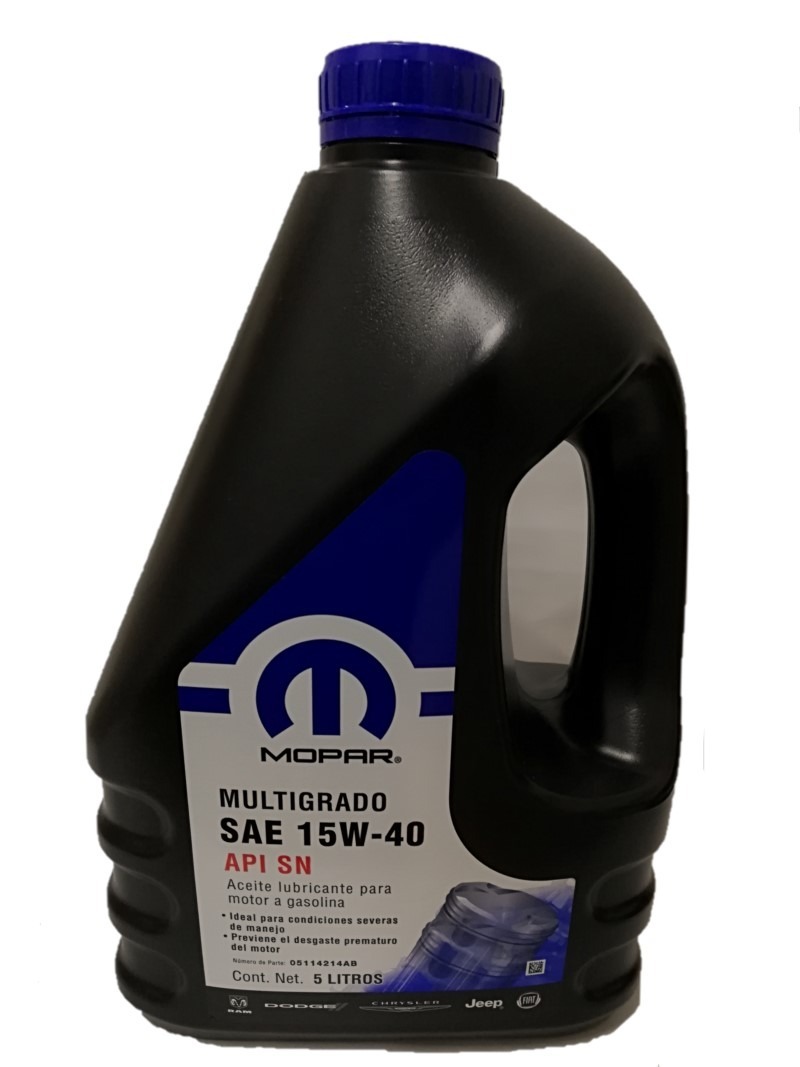 MOPAR®
MULTIGRADO
SAE 15W-40
API SN
Aceite lubricante para
motor a gasolina
• Ideal para condiciones severas
de manejo
• Previene el desgaste prematuro
del motor
Número de Parte: 05114214AB
Cont. Net. 5 LITROS
RAM DODGE CHRYSLER Jeep FIAT